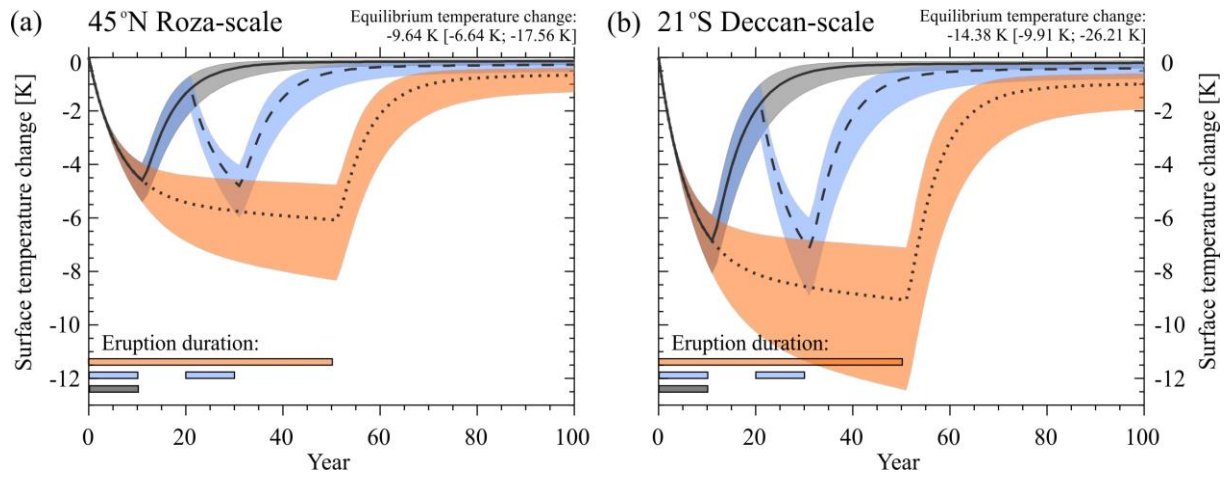 (a) 45°N Roza-scale
Equilibrium temperature change:
-9.64 K [-6.64 K; -17.56 K]
Surface temperature change [K]
0
-2
-4
-6
-8
-10
-12
Eruption duration:
0 20 40 60 80 100
Year
(b) 21°S Deccan-scale
Equilibrium temperature change:
-14.38 K [-9.91 K; -26.21 K]
0
-2
-4
-6
-8
-10
-12
Surface temperature change [K]
Eruption duration:
0 20 40 60 80 100
Year